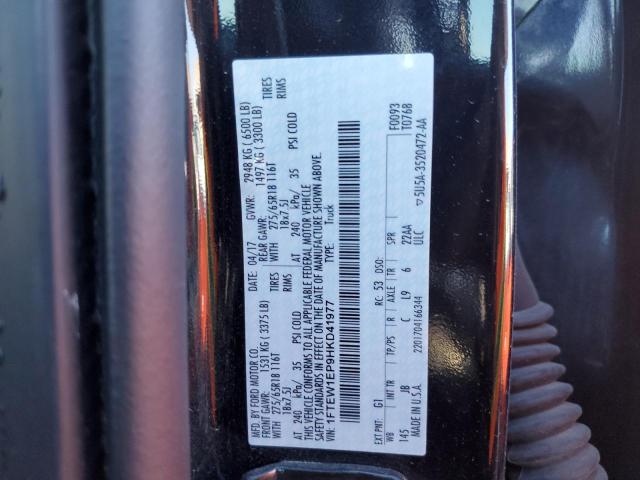 MFD. BY FORD MOTOR CO.
DATE: 04/17 GVWR: 2948 KG ( 6500 LB)
FRONT GAWR: 1531 KG ( 3375 LB) REAR GAWR: 1497 KG ( 3300 LB)
WITH 275/65R18 116T TIRES WITH 275/65R18 116T TIRES
18x7.5J RIMS 18x7.5J RIMS
AT 240 kPa/ 35 PSI COLD AT 240 kPa/ 35 PSI COLD
THIS VEHICLE CONFORMS TO ALL APPLICABLE FEDERAL MOTOR VEHICLE
SAFETY STANDARDS IN EFFECT ON THE DATE OF MANUFACTURE SHOWN ABOVE.
VIN: 1FTEW1EP9HKD41977
TYPE: Truck
EXT PNT: G1 RC: 53 DSO: F0093
T0768
WB INT TR TP/PS R AXLE TR SPR
145 JB C L9 6 22AA
MADE IN U.S.A. 2201704166344 ULC 5U5A-3520472-AA